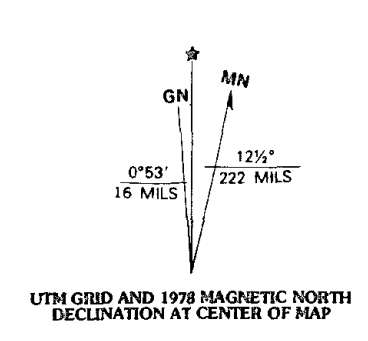 MN
GN
0°53′
16 MILS
12½°
222 MILS
UTM GRID AND 1978 MAGNETIC NORTH
DECLINATION AT CENTER OF MAP